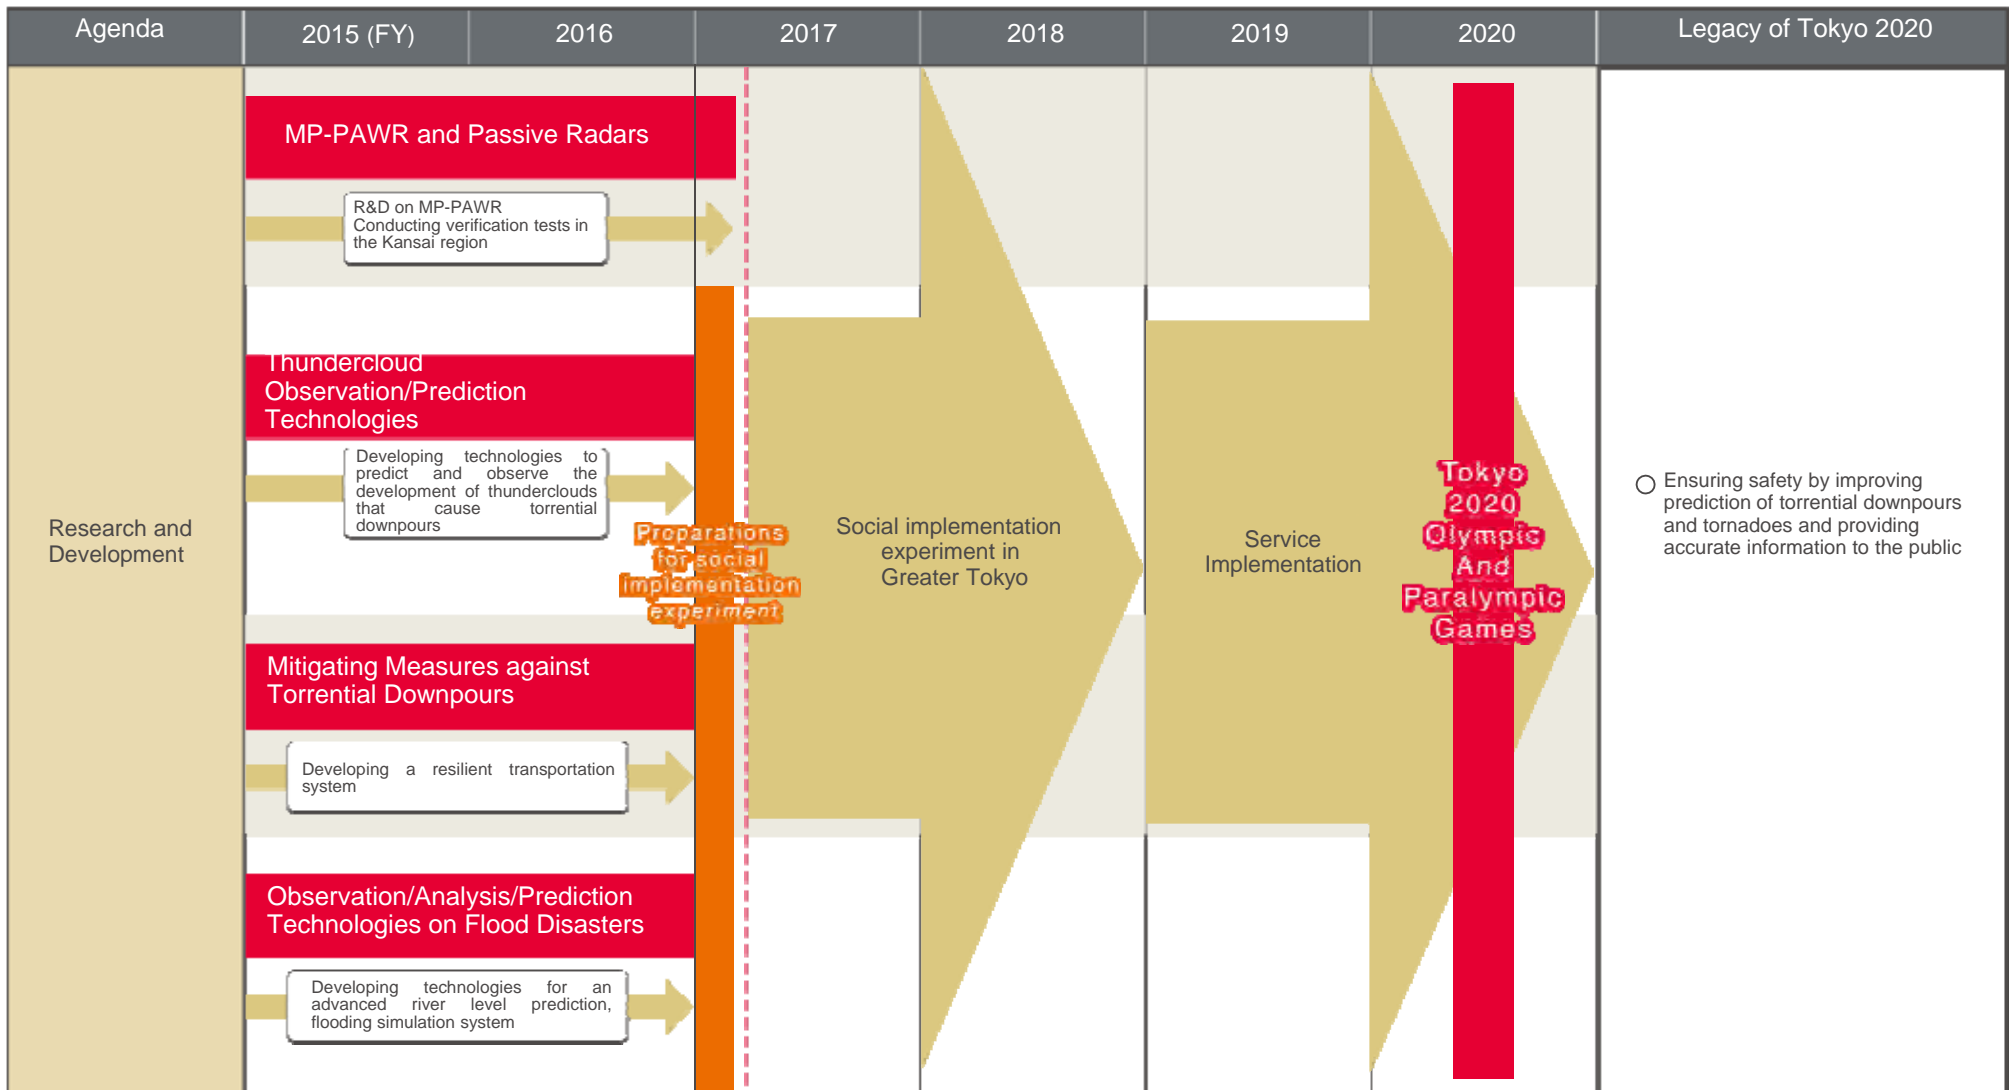 Agenda
2015 (FY)
2016
2017
2018
2019
2020
Legacy of Tokyo 2020
Research and
Development
MP-PAWR and Passive Radars
R&D on MP-PAWR
Conducting verification tests in
the Kansai region
Thundercloud
Observation/Prediction
Technologies
Developing technologies to
predict and observe the
development of thunderclouds
that cause torrential
downpours
Mitigating Measures against
Torrential Downpours
Developing a resilient transportation
system
Observation/Analysis/Prediction
Technologies on Flood Disasters
Developing technologies for an
advanced river level prediction,
flooding simulation system
Preparations
for social
implementation
experiment
Social implementation
experiment in
Greater Tokyo
Service
Implementation
Tokyo
2020
Olympic
And
Paralympic
Games
○ Ensuring safety by improving
prediction of torrential downpours
and tornadoes and providing
accurate information to the public